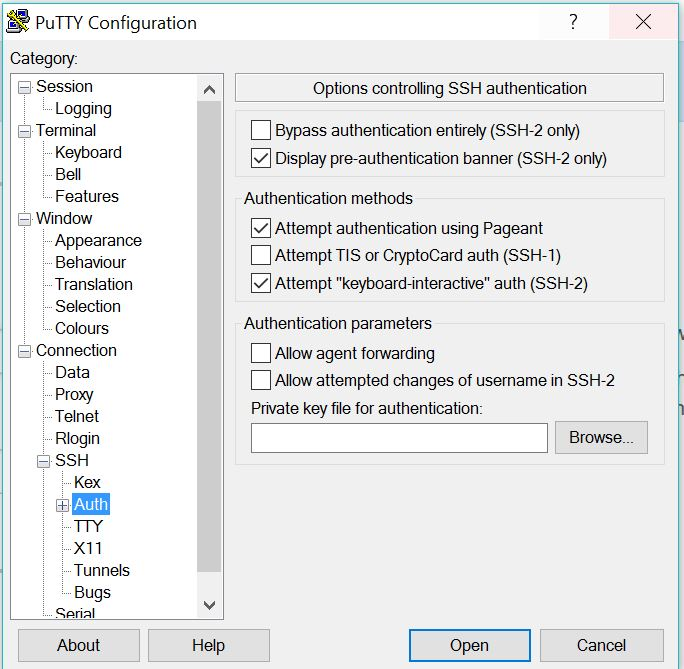 PuTTY Configuration
?
Category:
Session
Logging
Terminal
Keyboard
Bell
Features
Window
Appearance
Behaviour
Translation
Selection
Colours
Connection
Data
Proxy
Telnet
Rlogin
SSH
Kex
Auth
TTY
X11
Tunnels
Bugs
Serial
Options controlling SSH authentication
Bypass authentication entirely (SSH-2 only)
Display pre-authentication banner (SSH-2 only)
Authentication methods
Attempt authentication using Pageant
Attempt TIS or CryptoCard auth (SSH-1)
Attempt "keyboard-interactive" auth (SSH-2)
Authentication parameters
Allow agent forwarding
Allow attempted changes of username in SSH-2
Private key file for authentication:
Browse...
About
Help
Open
Cancel